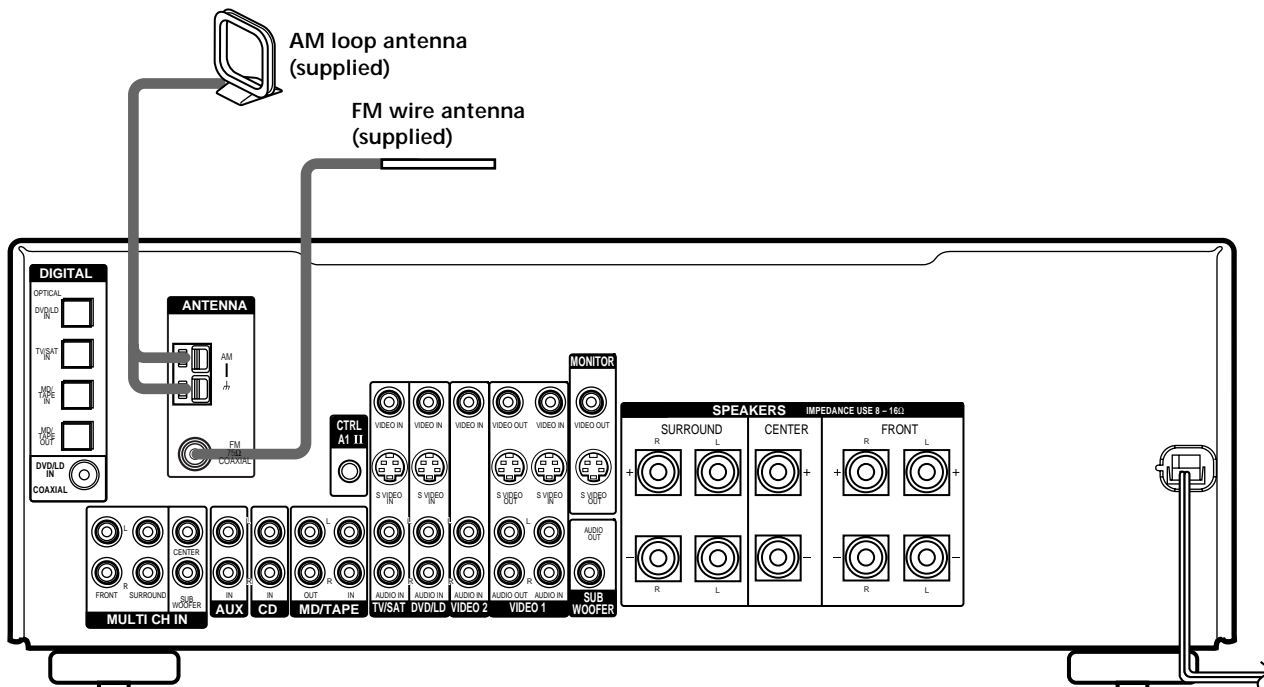 AM loop antenna
(supplied)
FM wire antenna
(supplied)
DIGITAL
OPTICAL
DVD/LD
IN
TV/SAT
IN
MD/
TAPE
IN
MD/
TAPE
OUT
DVD/LD
IN
COAXIAL
ANTENNA
AM
FM
75Ω
COAXIAL
CTRL
A1 II
MONITOR
VIDEO IN VIDEO IN VIDEO IN VIDEO OUT VIDEO IN VIDEO OUT
S VIDEO
IN
S VIDEO
IN
S VIDEO
OUT
S VIDEO
IN
S VIDEO
OUT
L
CENTER
R
FRONT SURROUND
SUB
WOOFER
MULTI CH IN
L
R
IN
AUX
L
R
IN
CD
L
R
OUT IN
MD/TAPE
L
R
AUDIO IN
TV/SAT
L
R
AUDIO IN
DVD/LD
VIDEO 2
L
R
AUDIO IN
AUDIO OUT AUDIO IN
VIDEO 1
AUDIO
OUT
SUB
WOOFER
SPEAKERS IMPEDANCE USE 8 – 16Ω
SURROUND CENTER FRONT
R L R L
+ + + +
– – – –
R L R L